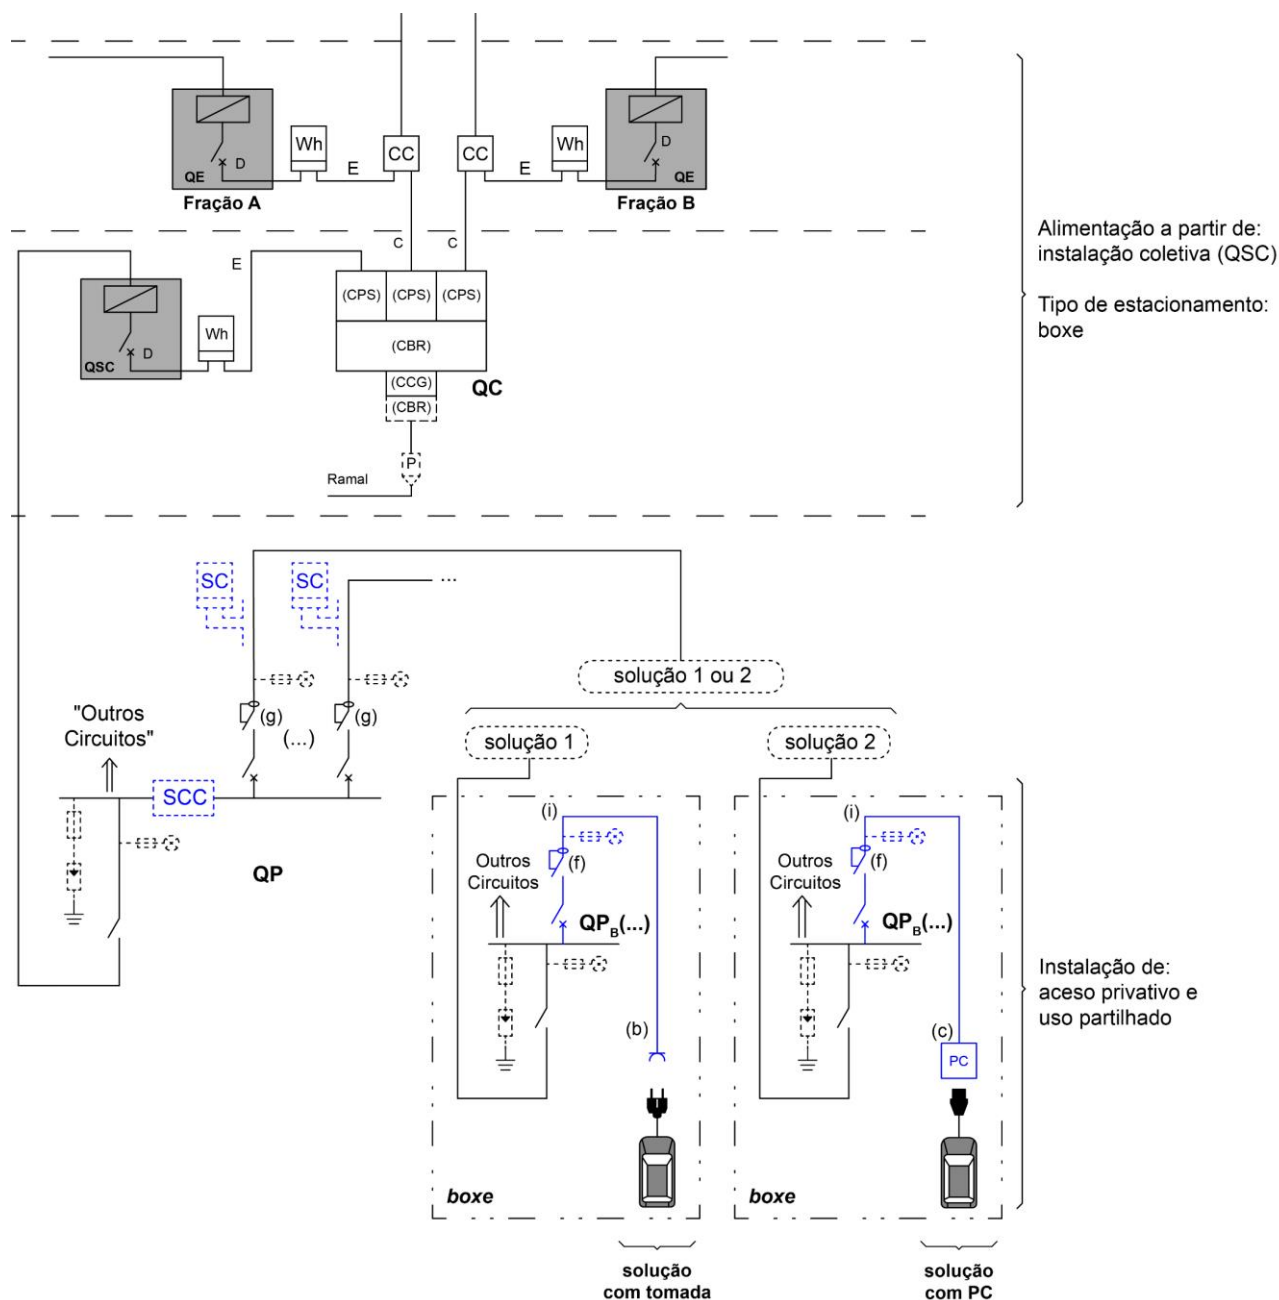 Wh
CC
CC
Wh
D
D
QE
E
E
QE
Fração A
Fração B
C
C
E
Alimentação a partir de:
instalação coletiva (QSC)
(CPS)
(CPS)
(CPS)
Tipo de estacionamento:
boxe
Wh
D
(CBR)
QSC
(CCG)
QC
(CBR)
P
Ramal
SC
SC
...
solução 1 ou 2
"Outros
Circuitos"
(g)
(...)
(g)
solução 1
solução 2
SCC
(i)
(i)
QP
Outros
Circuitos
(f)
Outros
Circuitos
(f)
QPB(...)
QPB(...)
Instalação de:
aceso privativo e
uso partilhado
(b)
(c)
PC
boxe
boxe
solução
com tomada
solução
com PC